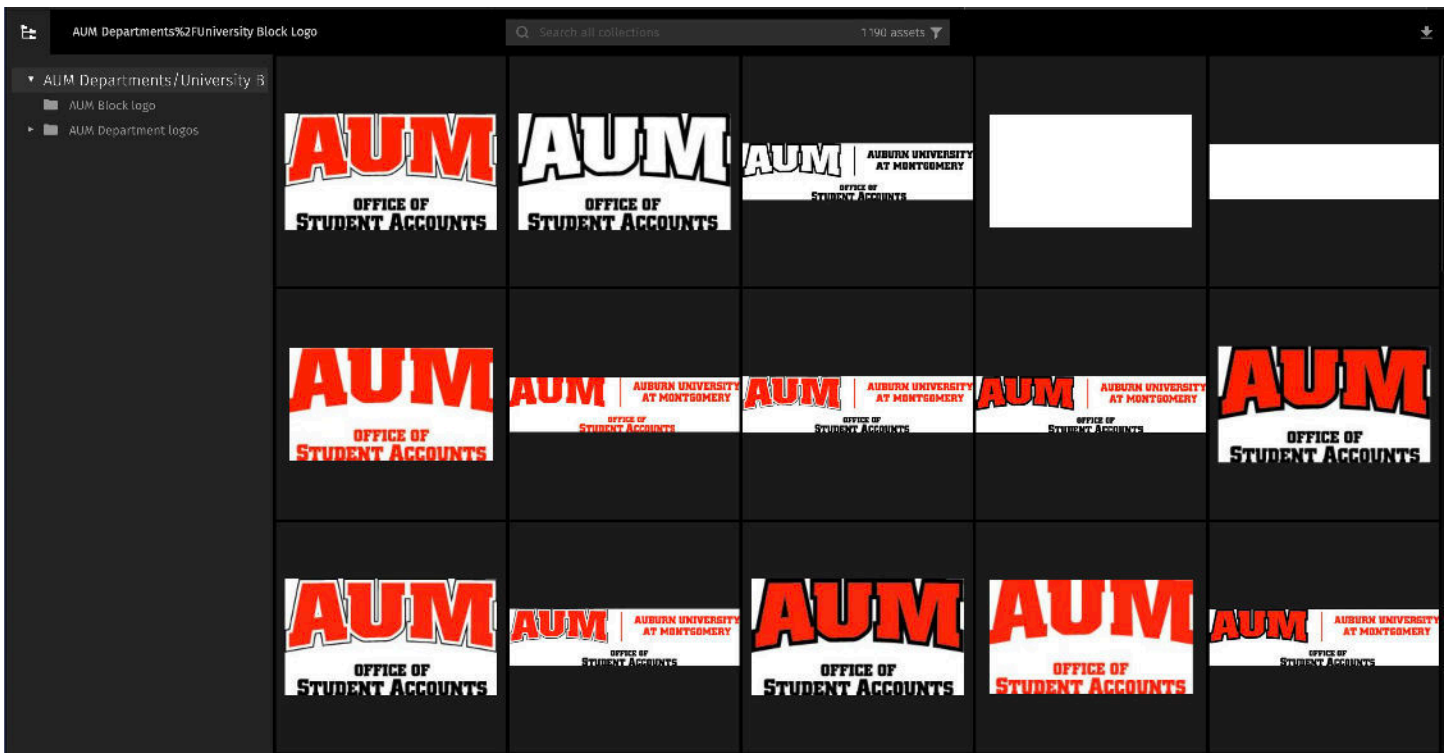 AUM Departments%2FUniversity Block Logo
Search all collections
1190 assets
AUM Departments/University B
AUM Block logo
AUM Department logos
AUM
OFFICE OF
STUDENT ACCOUNTS
AUM
OFFICE OF
STUDENT ACCOUNTS
AUM
AUBURN UNIVERSITY
AT MONTGOMERY
OFFICE OF
STUDENT ACCOUNTS
AUM
OFFICE OF
STUDENT ACCOUNTS
AUM
AUBURN UNIVERSITY
AT MONTGOMERY
OFFICE OF
STUDENT ACCOUNTS
AUM
AUBURN UNIVERSITY
AT MONTGOMERY
OFFICE OF
STUDENT ACCOUNTS
AUM
AUBURN UNIVERSITY
AT MONTGOMERY
OFFICE OF
STUDENT ACCOUNTS
AUM
OFFICE OF
STUDENT ACCOUNTS
AUM
OFFICE OF
STUDENT ACCOUNTS
AUM
AUBURN UNIVERSITY
AT MONTGOMERY
OFFICE OF
STUDENT ACCOUNTS
AUM
OFFICE OF
STUDENT ACCOUNTS
AUM
OFFICE OF
STUDENT ACCOUNTS
AUM
AUBURN UNIVERSITY
AT MONTGOMERY
OFFICE OF
STUDENT ACCOUNTS